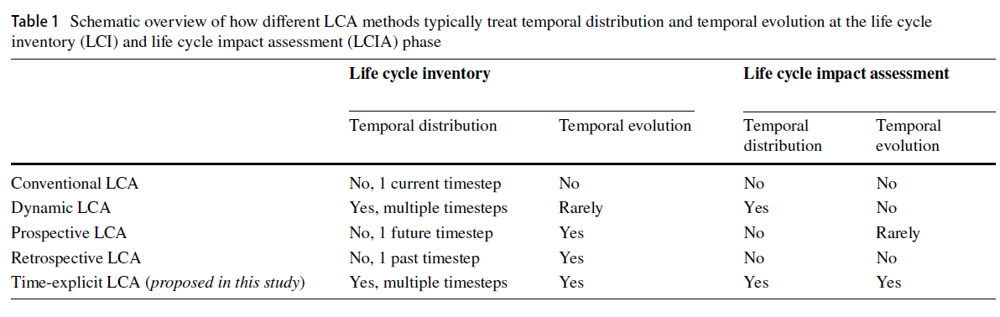 Table 1 Schematic overview of how different LCA methods typically treat temporal distribution and temporal evolution at the life cycle
inventory (LCI) and life cycle impact assessment (LCIA) phase
Life cycle inventory Life cycle impact assessment
Temporal distribution Temporal evolution Temporal distribution Temporal evolution
Conventional LCA No, 1 current timestep No No No
Dynamic LCA Yes, multiple timesteps Rarely Yes No
Prospective LCA No, 1 future timestep Yes No Rarely
Retrospective LCA No, 1 past timestep Yes No No
Time-explicit LCA (proposed in this study) Yes, multiple timesteps Yes Yes Yes